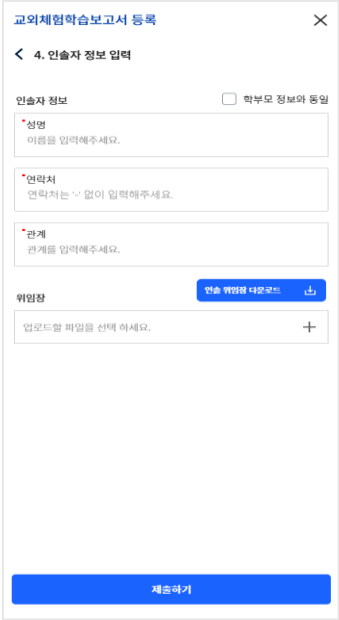 교외체험학습보고서 등록
4. 인솔자 정보 입력
인솔자 정보
학부모 정보와 동일
*성명
이름을 입력해주세요.
*연락처
연락처는 '-' 없이 입력해주세요.
*관계
관계를 입력해주세요.
위임장
인솔 위임장 다운로드
업로드할 파일을 선택 하세요.
제출하기